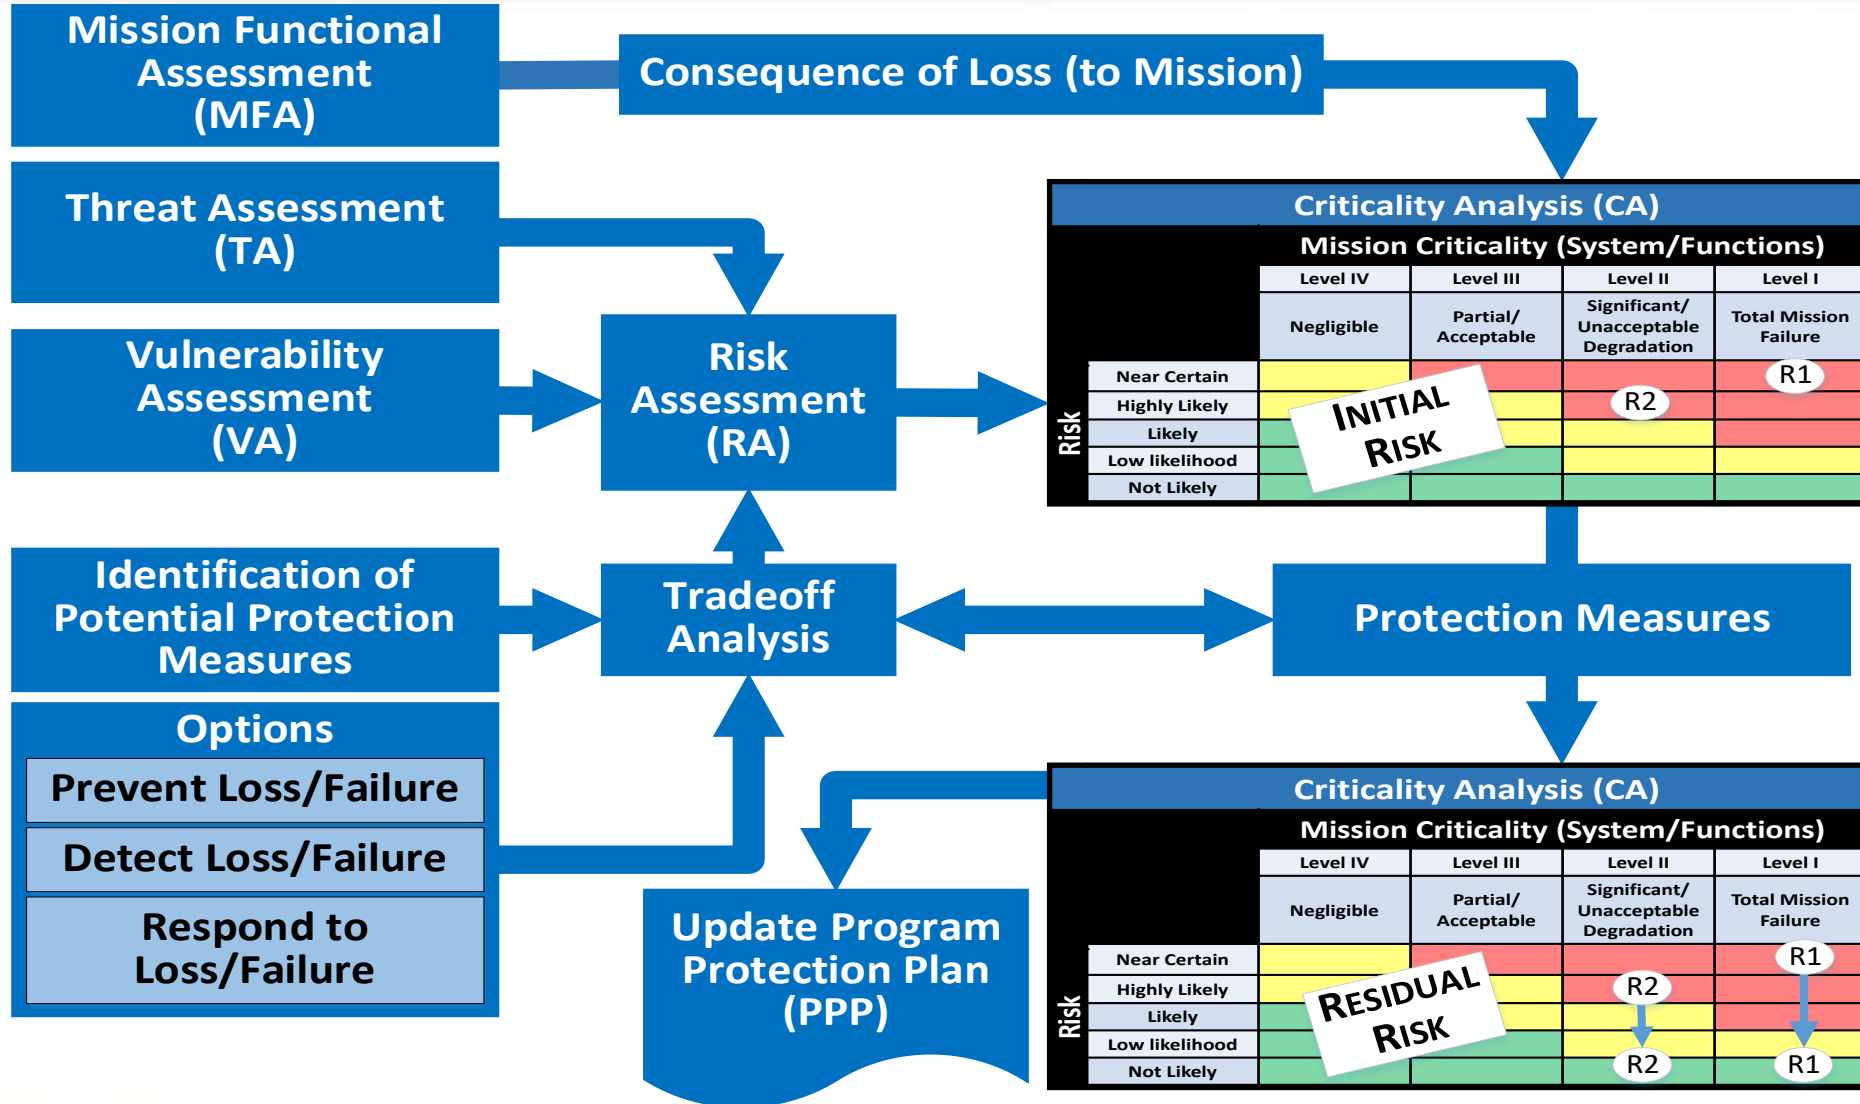 Mission Functional
Assessment
(MFA)
Consequence of Loss (to Mission)
Threat Assessment
(TA)
Vulnerability
Assessment
(VA)
Risk
Assessment
(RA)
Identification of
Potential Protection
Measures
Tradeoff
Analysis
Protection Measures
Options
Prevent Loss/Failure
Detect Loss/Failure
Respond to
Loss/Failure
Update Program
Protection Plan
(PPP)
Criticality Analysis (CA)
Mission Criticality (System/Functions)
Level IV
Level III
Level II
Level I
Negligible
Partial/
Acceptable
Significant/
Unacceptable
Degradation
Total Mission
Failure
Risk
Near Certain
Highly Likely
Likely
Low likelihood
Not Likely
R1
R2
INITIAL
RISK
Criticality Analysis (CA)
Mission Criticality (System/Functions)
Level IV
Level III
Level II
Level I
Negligible
Partial/
Acceptable
Significant/
Unacceptable
Degradation
Total Mission
Failure
Risk
Near Certain
Highly Likely
Likely
Low likelihood
Not Likely
R1
R2
RESIDUAL
RISK
R2
R1